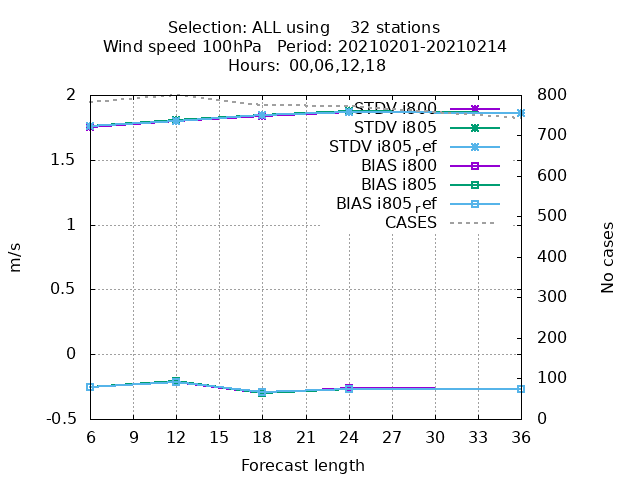 Selection: ALL using    32 stations
Wind speed 100hPa   Period: 20210201-20210214
Hours: 00,06,12,18
2
1.5
1
0.5
0
-0.5
m/s
800
700
600
500
400
300
200
100
0
No cases
STDV i800
STDV i805
STDV i805_ref
BIAS i800
BIAS i805
BIAS i805_ref
CASES
6 9 12 15 18 21 24 27 30 33 36
Forecast length